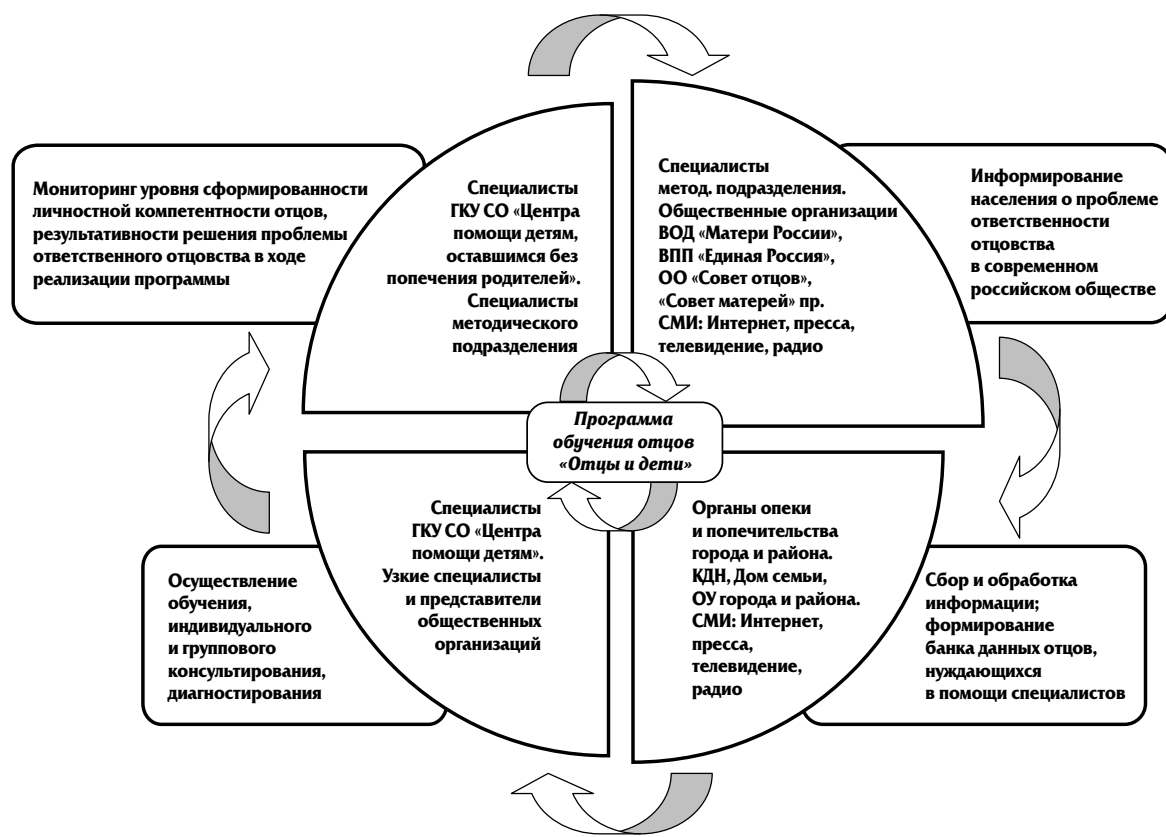 Мониторинг уровня сформированности
личностной компетентности отцов,
результативности решения проблемы
ответственного отцовства в ходе
реализации программы
Специалисты
ГКУ СО «Центра
помощи детям,
оставшимся без
попечения родителей».
Специалисты
методического
подразделения
Специалисты
метод. подразделения.
Общественные организации
ВОД «Матери России»,
ВПП «Единая Россия»,
ОО «Совет отцов»,
«Совет матерей» пр.
СМИ: Интернет, пресса,
телевидение, радио
Информирование
населения о проблеме
ответственности
отцовства
в современном
российском обществе
Программа
обучения отцов
«Отцы и дети»
Осуществление
обучения,
индивидуального
и группового
консультирования,
диагностирования
Специалисты
ГКУ СО «Центра
помощи детям».
Узкие специалисты
и представители
общественных
организаций
Органы опеки
и попечительства
города и района.
КДН, Дом семьи,
ОУ города и района.
СМИ: Интернет,
пресса,
телевидение,
радио
Сбор и обработка
информации;
формирование
банка данных отцов,
нуждающихся
в помощи специалистов